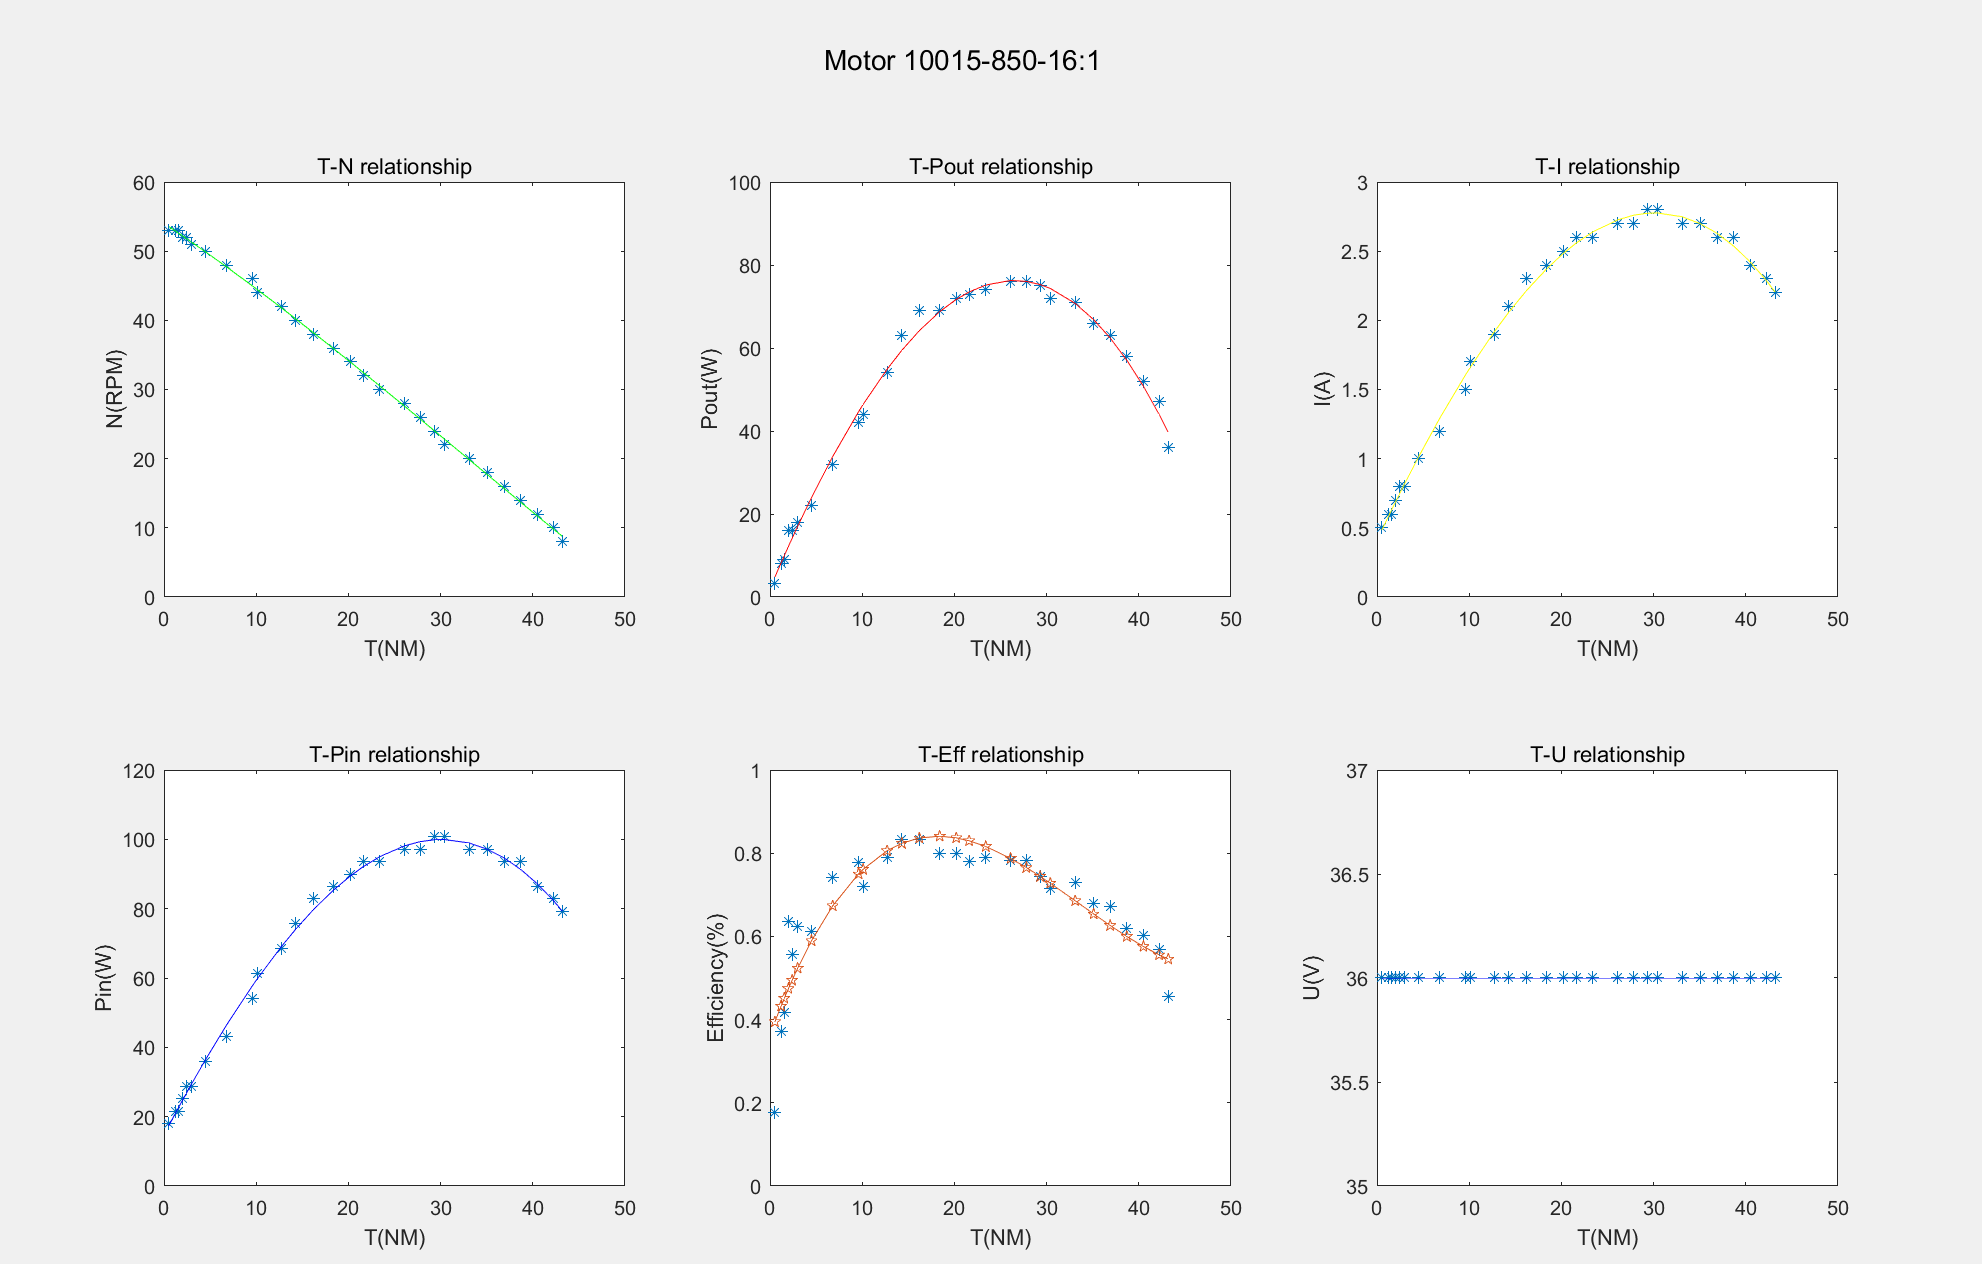 Motor 10015-850-16:1
T-N relationship
60
50
40
30
20
10
0
N(RPM)
0 10 20 30 40 50
T(NM)
T-Pout relationship
100
80
60
40
20
0
Pout(W)
0 10 20 30 40 50
T(NM)
T-I relationship
3
2.5
2
1.5
1
0.5
0
I(A)
0 10 20 30 40 50
T(NM)
T-Pin relationship
120
100
80
60
40
20
0
Pin(W)
0 10 20 30 40 50
T(NM)
T-Eff relationship
1
0.8
0.6
0.4
0.2
0
Efficiency(%)
0 10 20 30 40 50
T(NM)
T-U relationship
37
36.5
36
35.5
35
U(V)
0 10 20 30 40 50
T(NM)